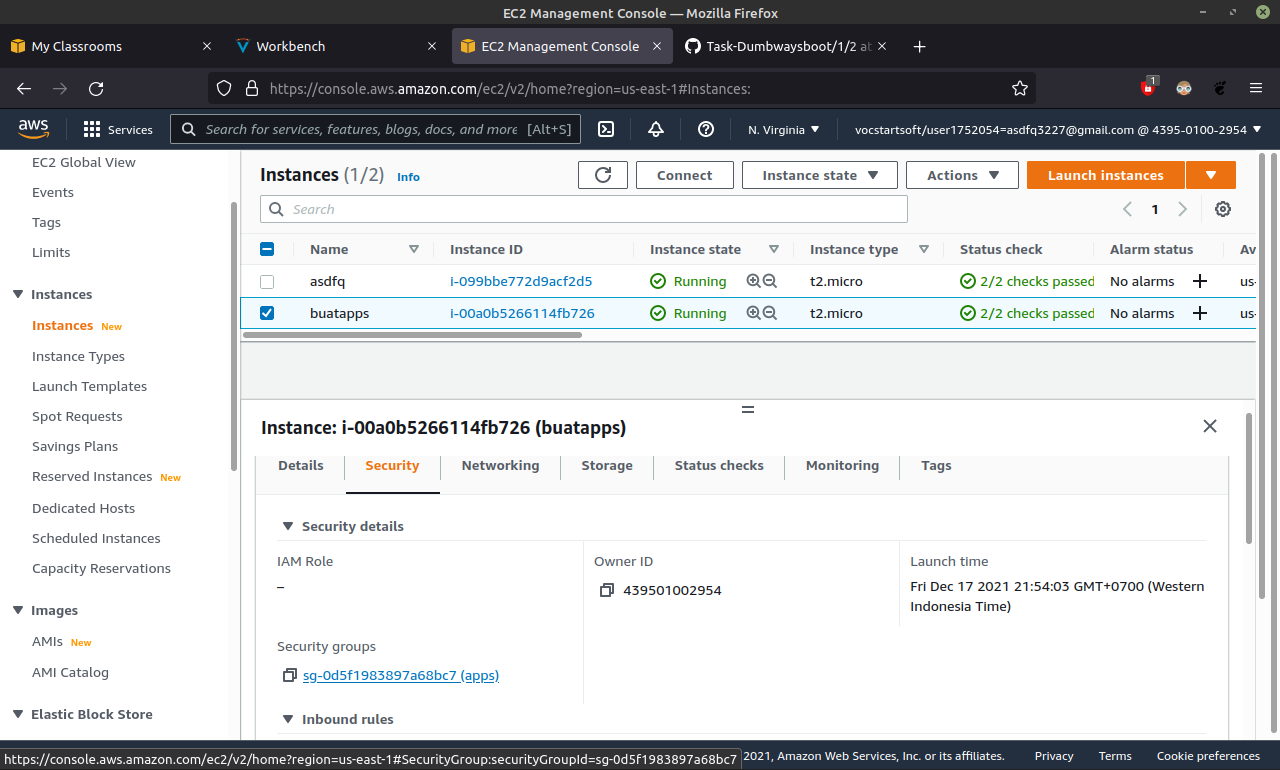 EC2 Management Console — Mozilla Firefox
My Classrooms
Workbench
EC2 Management Console
Task-Dumbwaysboot/1/2 at
https://console.aws.amazon.com/ec2/v2/home?region=us-east-1#Instances:
1
aws
Services
Search for services, features, blogs, docs, and more [Alt+S]
N. Virginia
vocstartsoft/user1752054=asdfq3227@gmail.com @ 4395-0100-2954
EC2 Global View
Events
Tags
Limits
Instances
Instances New
Instance Types
Launch Templates
Spot Requests
Savings Plans
Reserved Instances New
Dedicated Hosts
Scheduled Instances
Capacity Reservations
Images
AMIs New
AMI Catalog
Elastic Block Store
Instances (1/2) Info
Connect
Instance state
Actions
Launch instances
Search
1
Name Instance ID Instance state Instance type Status check Alarm status Av
asdfq i-099bbe772d9acf2d5 Running t2.micro 2/2 checks passed No alarms us-
buatapps i-00a0b5266114fb726 Running t2.micro 2/2 checks passed No alarms us-
Instance: i-00a0b5266114fb726 (buatapps)
Details Security Networking Storage Status checks Monitoring Tags
Security details
IAM Role
–
Owner ID
439501002954
Launch time
Fri Dec 17 2021 21:54:03 GMT+0700 (Western
Indonesia Time)
Security groups
sg-0d5f1983897a68bc7 (apps)
Inbound rules
https://console.aws.amazon.com/ec2/v2/home?region=us-east-1#SecurityGroup:securityGroupId=sg-0d5f1983897a68bc7
2021, Amazon Web Services, Inc. or its affiliates.
Privacy
Terms
Cookie preferences